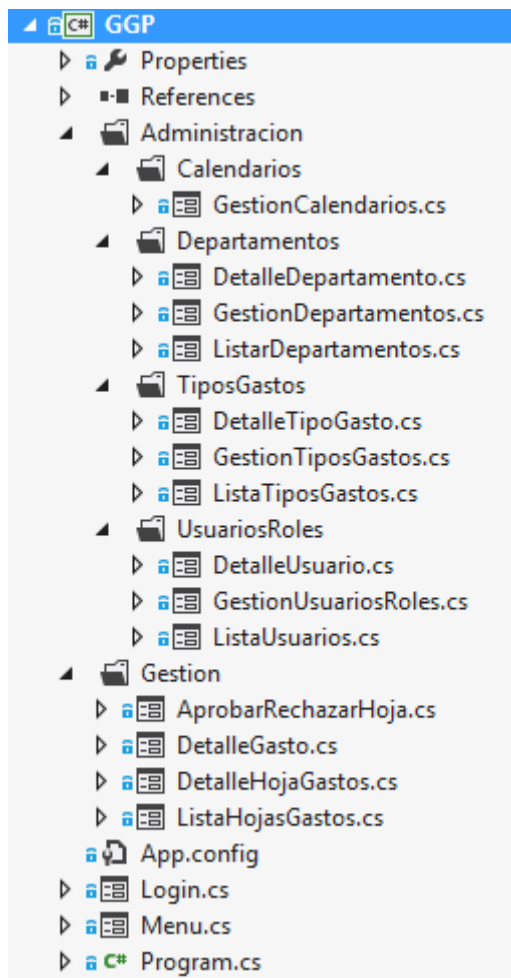 C# GGP
Properties
References
Administracion
Calendarios
GestionCalendarios.cs
Departamentos
DetalleDepartamento.cs
GestionDepartamentos.cs
ListarDepartamentos.cs
TiposGastos
DetalleTipoGasto.cs
GestionTiposGastos.cs
ListaTiposGastos.cs
UsuariosRoles
DetalleUsuario.cs
GestionUsuariosRoles.cs
ListaUsuarios.cs
Gestion
AprobarRechazarHoja.cs
DetalleGasto.cs
DetalleHojaGastos.cs
ListaHojasGastos.cs
App.config
Login.cs
Menu.cs
C# Program.cs